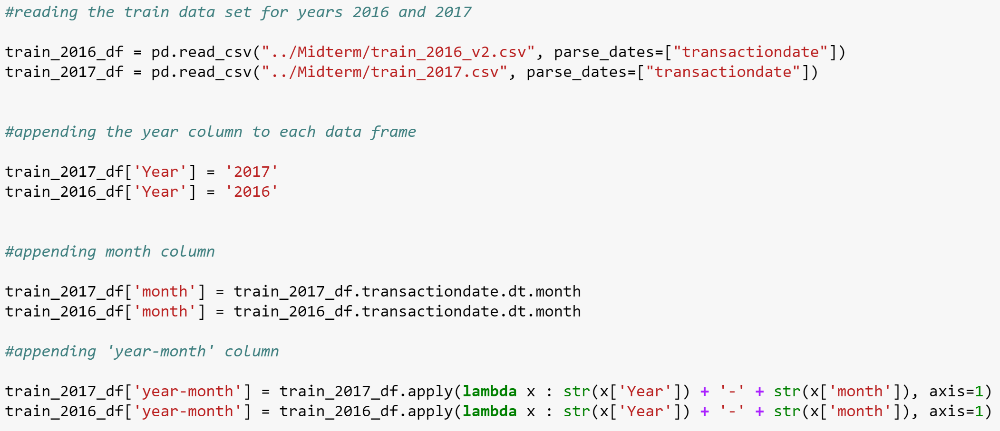 #reading the train data set for years 2016 and 2017
train_2016_df = pd.read_csv("../Midterm/train_2016_v2.csv", parse_dates=["transactiondate"])
train_2017_df = pd.read_csv("../Midterm/train_2017.csv", parse_dates=["transactiondate"])
#appending the year column to each data frame
train_2017_df['Year'] = '2017'
train_2016_df['Year'] = '2016'
#appending month column
train_2017_df['month'] = train_2017_df.transactiondate.dt.month
train_2016_df['month'] = train_2016_df.transactiondate.dt.month
#appending 'year-month' column
train_2017_df['year-month'] = train_2017_df.apply(lambda x : str(x['Year']) + '-' + str(x['month']), axis=1)
train_2016_df['year-month'] = train_2016_df.apply(lambda x : str(x['Year']) + '-' + str(x['month']), axis=1)